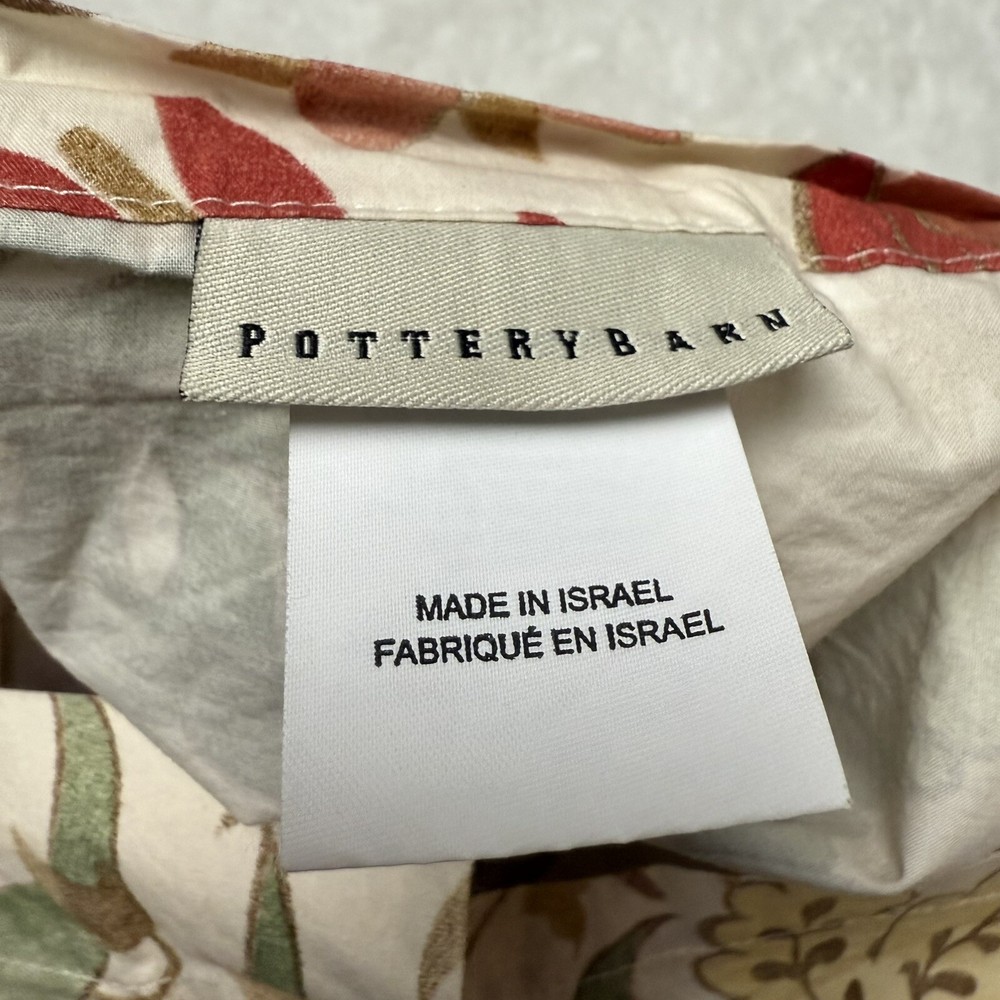 POTTERYBARN
MADE IN ISRAEL
FABRIQUÉ EN ISRAEL